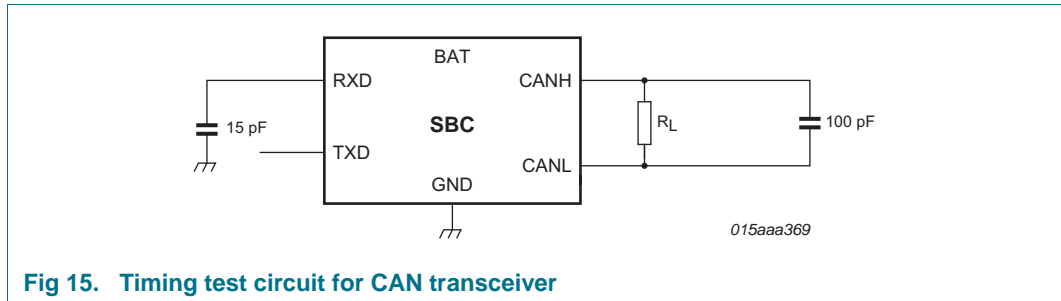 BAT
RXD
CANH
15 pF
SBC
RL
100 pF
TXD
CANL
GND
015aaa369
Fig 15. Timing test circuit for CAN transceiver